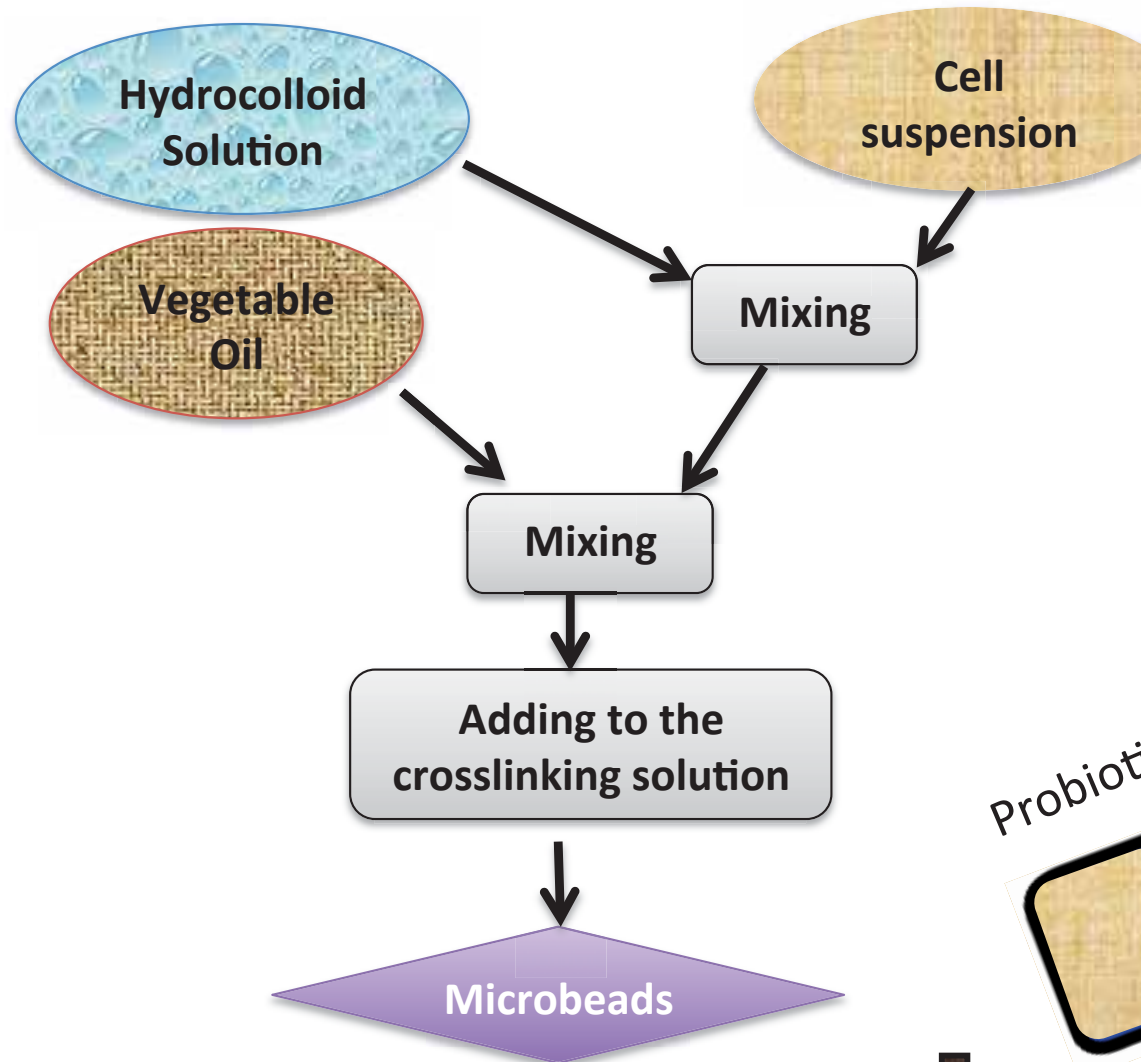 Hydrocolloid
Solution
Cell
suspension
Vegetable
Oil
Mixing
Mixing
Adding to the
crosslinking solution
Microbeads